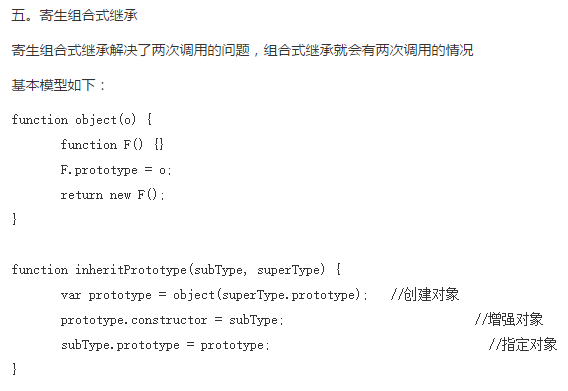 五。寄生组合式继承
寄生组合式继承解决了两次调用的问题，组合式继承就会有两次调用的情况
基本模型如下：
function object(o) {
function F() {}
F.prototype = o;
return new F();
}
function inheritPrototype(subType, superType) {
var prototype = object(superType.prototype); //创建对象
prototype.constructor = subType; //增强对象
subType.prototype = prototype; //指定对象
}